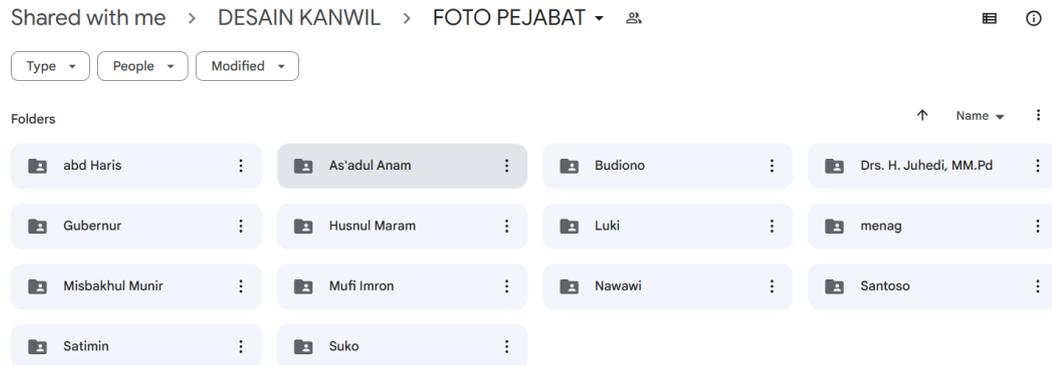 Shared with me > DESAIN KANWIL > FOTO PEJABAT
Type People Modified
Folders Name
abd Haris As'adul Anam Budiono Drs. H. Juhedi, MM.Pd
Gubernur Husnul Maram Luki menag
Misbakhul Munir Mufi Imron Nawawi Santoso
Satimin Suko